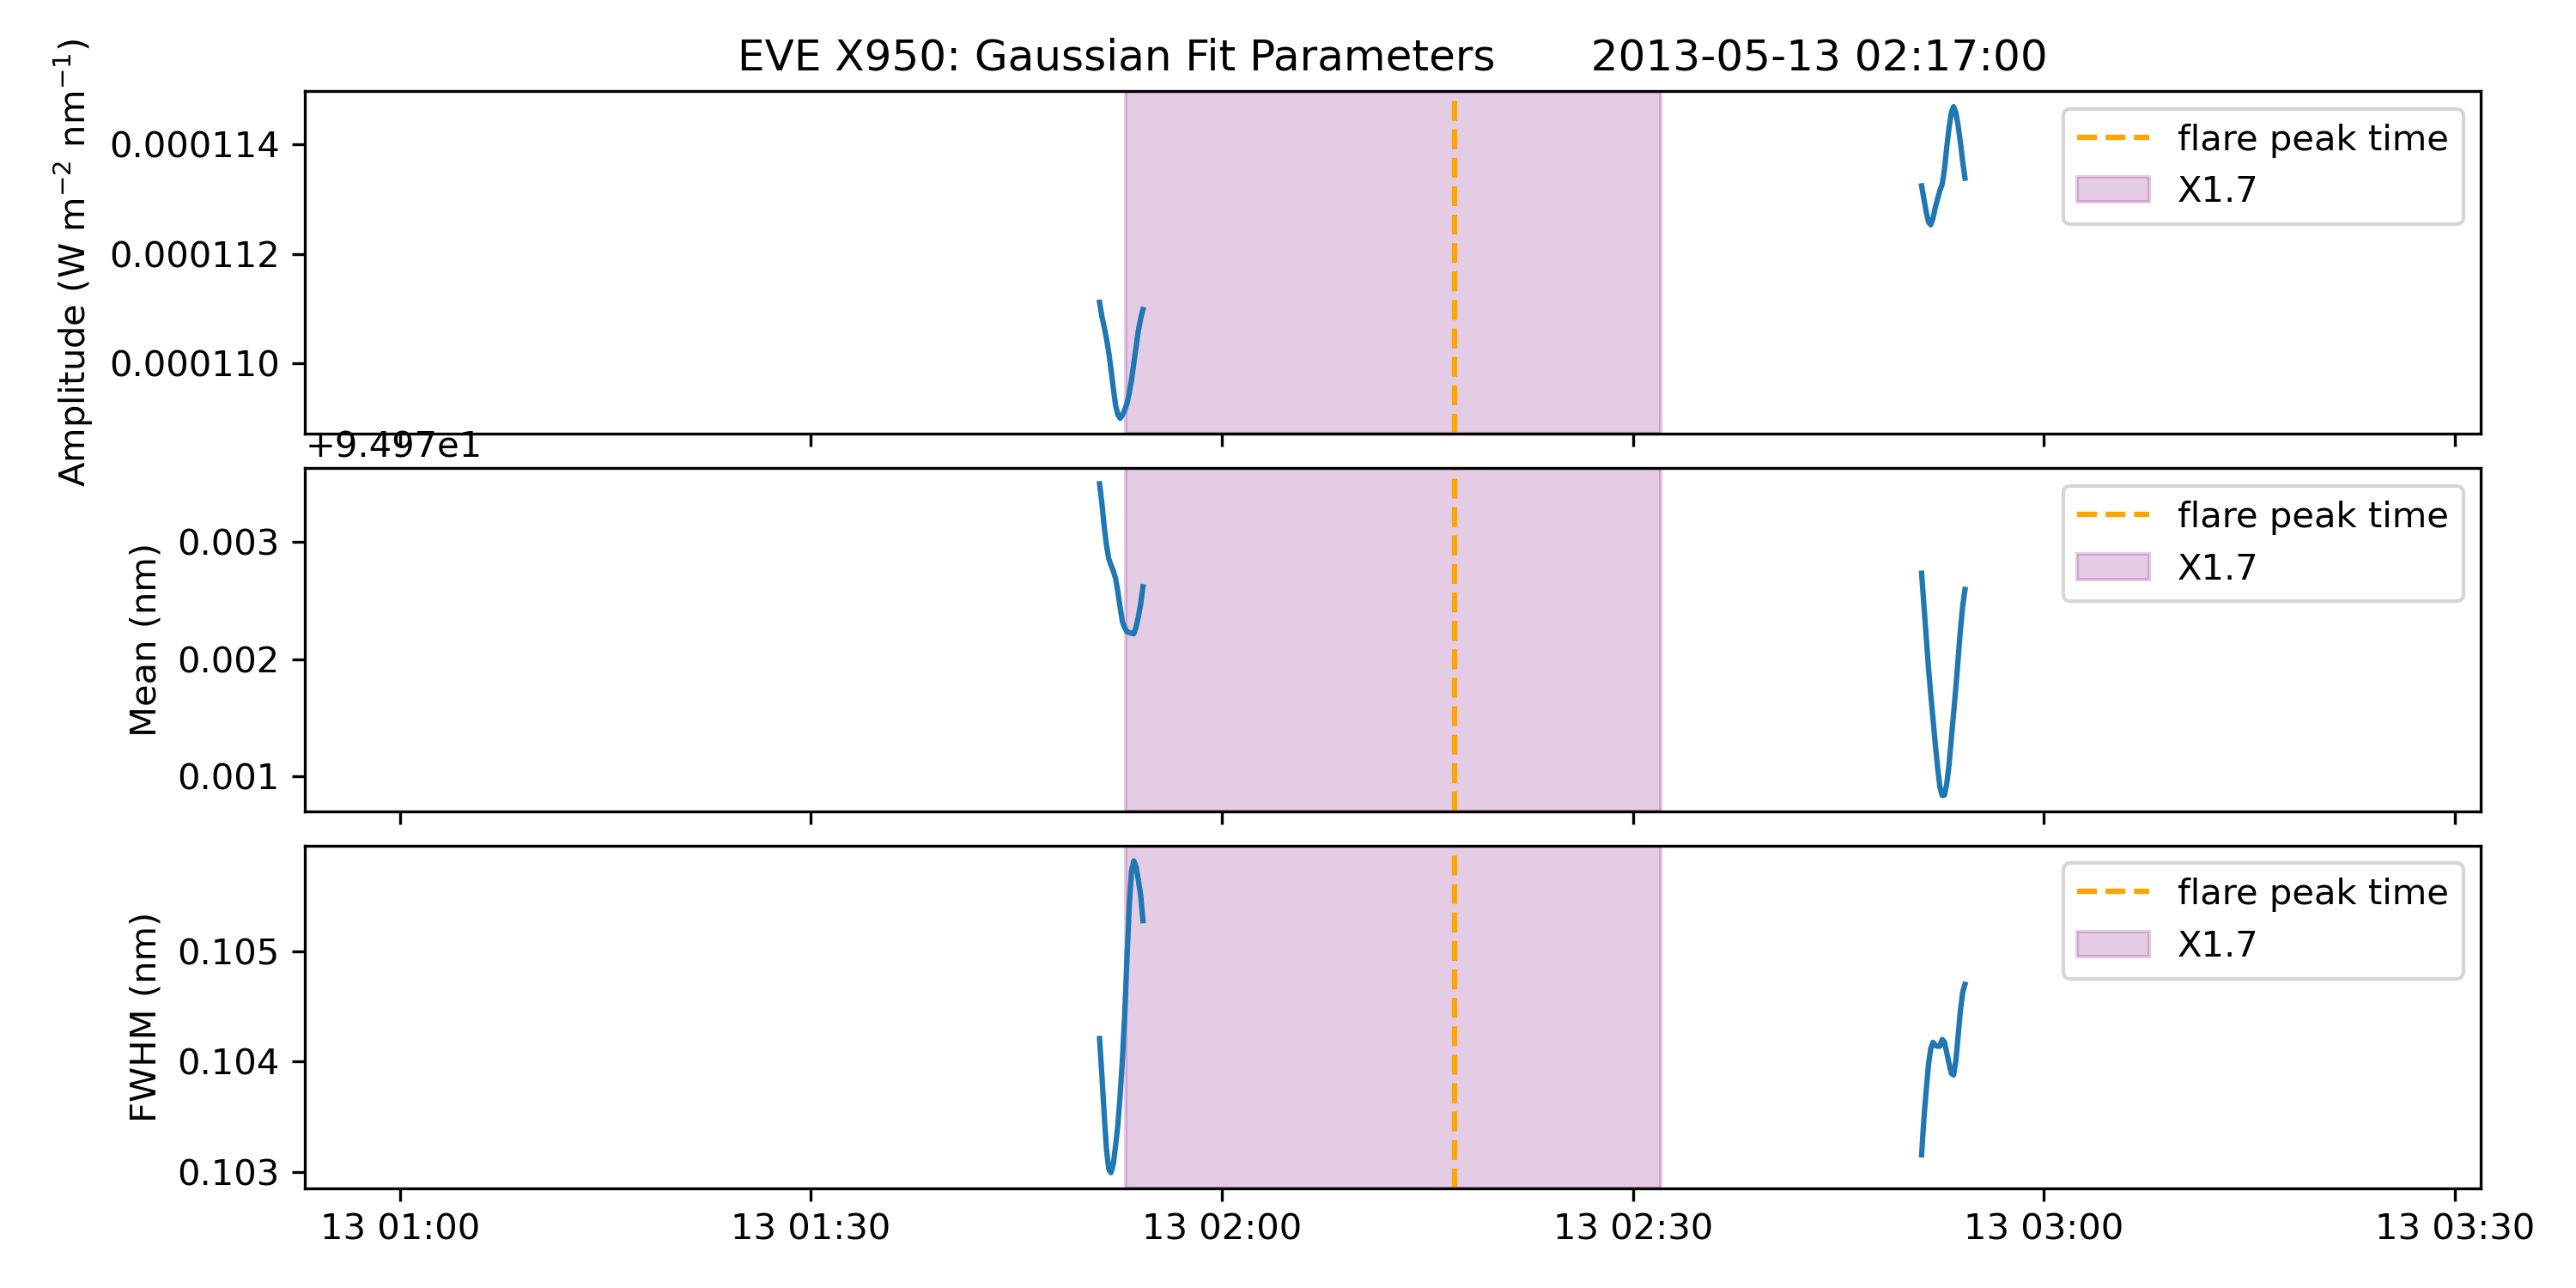 EVE X950: Gaussian Fit Parameters 2013-05-13 02:17:00
Amplitude (W m⁻² nm⁻¹)
0.000114
0.000112
0.000110
flare peak time
X1.7
+9.497e1
Mean (nm)
0.003
0.002
0.001
flare peak time
X1.7
FWHM (nm)
0.105
0.104
0.103
flare peak time
X1.7
13 01:00 13 01:30 13 02:00 13 02:30 13 03:00 13 03:30